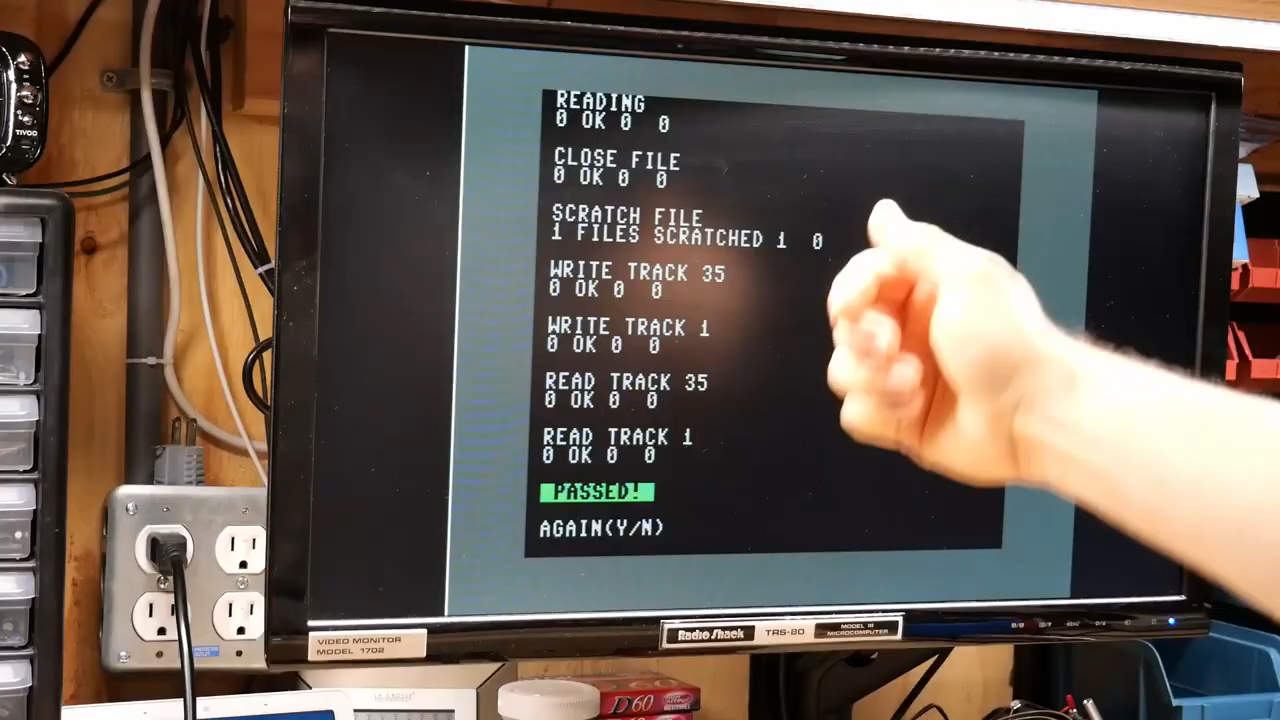 READING
0 OK 0  0
CLOSE FILE
0 OK 0  0
SCRATCH FILE
1 FILES SCRATCHED 1  0
WRITE TRACK 35
0 OK 0  0
WRITE TRACK 1
0 OK 0  0
READ TRACK 35
0 OK 0  0
READ TRACK 1
0 OK 0  0
PASSED!
AGAIN(Y/N)
TIVOO
VIDEO MONITOR
MODEL 1702
Radio Shack TRS-80 MODEL III
MICROCOMPUTER
LA CROSSE
TECHNOLOGY
D60